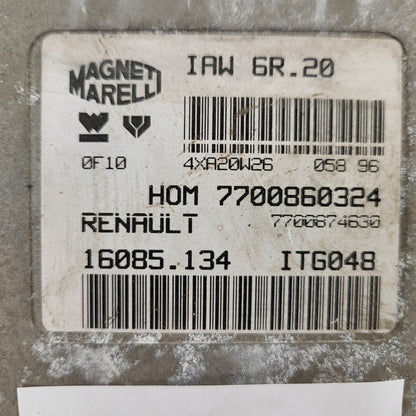 MAGNETI MARELLI
IAW 6R.20
0F10 4XA20W26 058 96
HOM 7700860324
RENAULT 7700874630
16085.134 ITG048